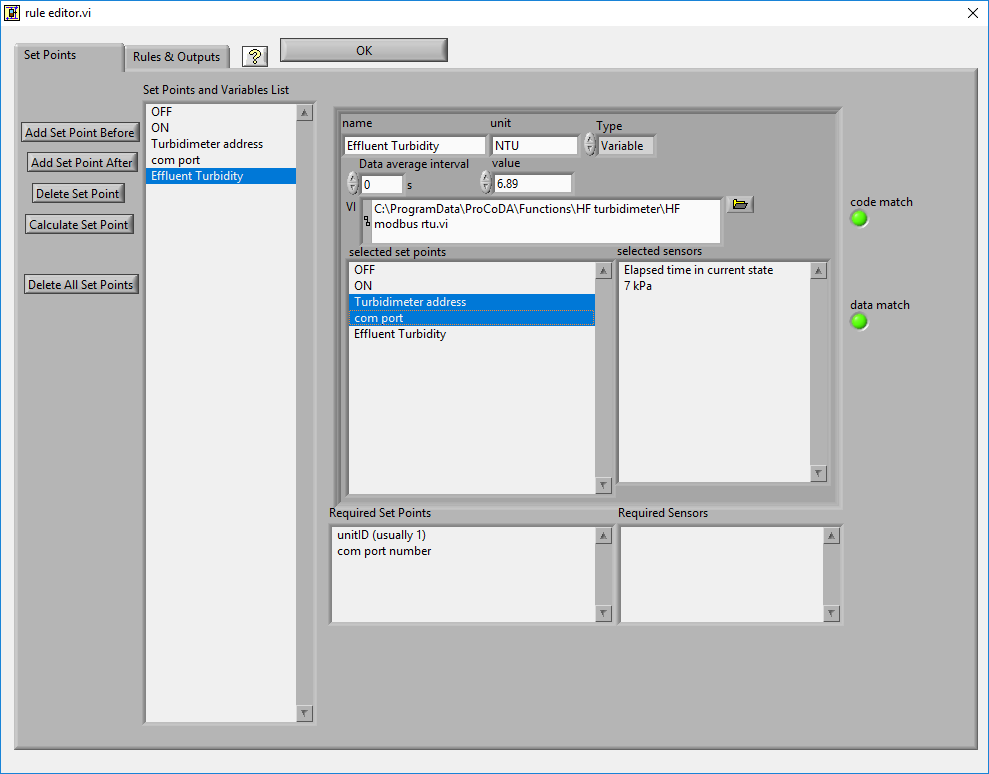 rule editor.vi
Set Points
Rules & Outputs
?
OK
Set Points and Variables List
OFF
ON
Turbidimeter address
com port
Effluent Turbidity
Add Set Point Before
Add Set Point After
Delete Set Point
Calculate Set Point
Delete All Set Points
name
unit
Type
Effluent Turbidity
NTU
Variable
Data average interval
value
0
s
6.89
VI
C:\ProgramData\ProCoDA\Functions\HF turbidimeter\HF
modbus rtu.vi
selected set points
selected sensors
OFF
ON
Turbidimeter address
com port
Effluent Turbidity
Elapsed time in current state
7 kPa
code match
data match
Required Set Points
Required Sensors
unitID (usually 1)
com port number